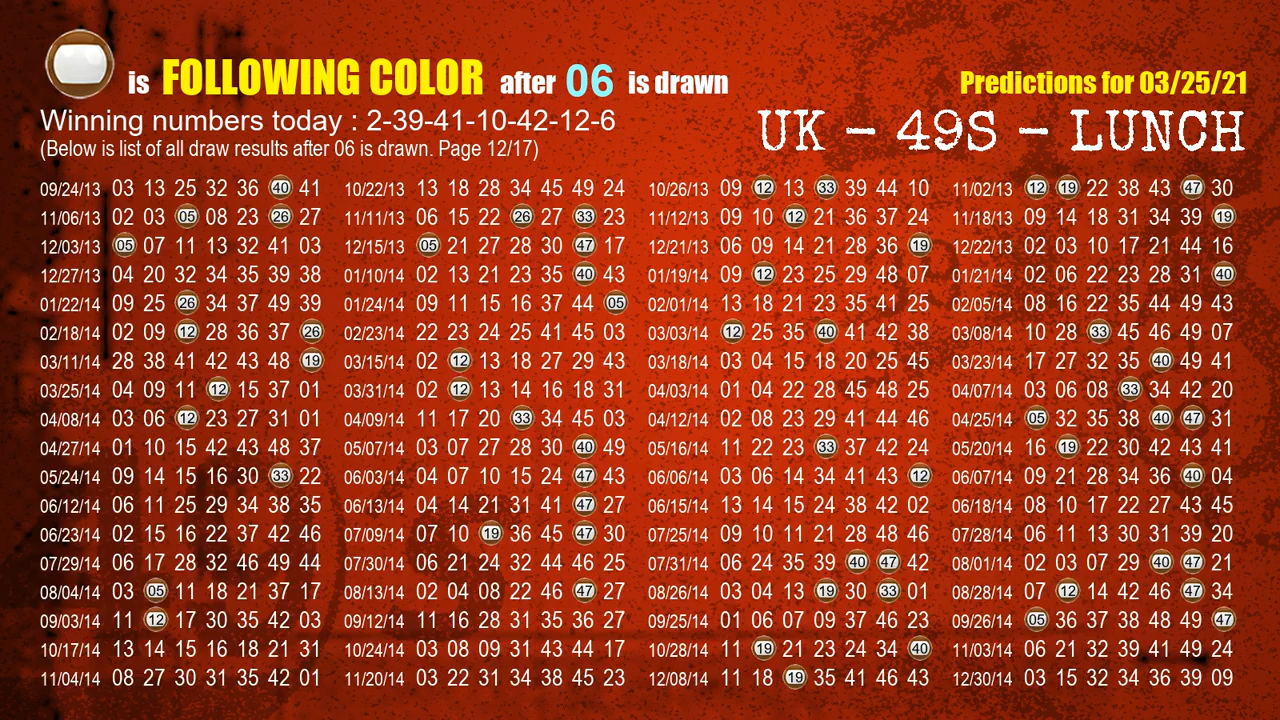 is FOLLOWING COLOR after 06 is drawn
Predictions for 03/25/21
Winning numbers today : 2-39-41-10-42-12-6
UK - 49S - LUNCH
(Below is list of all draw results after 06 is drawn. Page 12/17)
09/24/13 03 13 25 32 36 40 41 10/22/13 13 18 28 34 45 49 24 10/26/13 09 12 13 33 39 44 10 11/02/13 12 19 22 38 43 47 30
11/06/13 02 03 05 08 23 26 27 11/11/13 06 15 22 26 27 33 23 11/12/13 09 10 12 21 36 37 24 11/18/13 09 14 18 31 34 39 19
12/03/13 05 07 11 13 32 41 03 12/15/13 05 21 27 28 30 47 17 12/21/13 06 09 14 21 28 36 19 12/22/13 02 03 10 17 21 44 16
12/27/13 04 20 32 34 35 39 38 01/10/14 02 13 21 23 35 40 43 01/19/14 09 12 23 25 29 48 07 01/21/14 02 06 22 23 28 31 40
01/22/14 09 25 26 34 37 49 39 01/24/14 09 11 15 16 37 44 05 02/01/14 13 18 21 23 35 41 25 02/05/14 08 16 22 35 44 49 43
02/18/14 02 09 12 28 36 37 26 02/23/14 22 23 24 25 41 45 03 03/03/14 12 25 35 40 41 42 38 03/08/14 10 28 33 45 46 49 07
03/11/14 28 38 41 42 43 48 19 03/15/14 02 12 13 18 27 29 43 03/18/14 03 04 15 18 20 25 45 03/23/14 17 27 32 35 40 49 41
03/25/14 04 09 11 12 15 37 01 03/31/14 02 12 13 14 16 18 31 04/03/14 01 04 22 28 45 48 25 04/07/14 03 06 08 33 34 42 20
04/08/14 03 06 12 23 27 31 01 04/09/14 11 17 20 33 34 45 03 04/12/14 02 08 23 29 41 44 46 04/25/14 05 32 35 38 40 47 31
04/27/14 01 10 15 42 43 48 37 05/07/14 03 07 27 28 30 40 49 05/16/14 11 22 23 33 37 42 24 05/20/14 16 19 22 30 42 43 41
05/24/14 09 14 15 16 30 33 22 06/03/14 04 07 10 15 24 47 43 06/06/14 03 06 14 34 41 43 12 06/07/14 09 21 28 34 36 40 04
06/12/14 06 11 25 29 34 38 35 06/13/14 04 14 21 31 41 47 27 06/15/14 13 14 15 24 38 42 02 06/18/14 08 10 17 22 27 43 45
06/23/14 02 15 16 22 37 42 46 07/09/14 07 10 19 36 45 47 30 07/25/14 09 10 11 21 28 48 46 07/28/14 06 11 13 30 31 39 20
07/29/14 06 17 28 32 46 49 44 07/30/14 06 21 24 32 44 46 25 07/31/14 06 24 35 39 40 47 42 08/01/14 02 03 07 29 40 47 21
08/04/14 03 05 11 18 21 37 17 08/13/14 02 04 08 22 46 47 27 08/26/14 03 04 13 19 30 33 01 08/28/14 07 12 14 42 46 47 34
09/03/14 11 12 17 30 35 42 03 09/12/14 11 16 28 31 35 36 27 09/25/14 01 06 07 09 37 46 23 09/26/14 05 36 37 38 48 49 47
10/17/14 13 14 15 16 18 21 31 10/24/14 03 08 09 31 43 44 17 10/28/14 11 19 21 23 24 34 40 11/03/14 06 21 32 39 41 49 24
11/04/14 08 27 30 31 35 42 01 11/20/14 03 22 31 34 38 45 23 12/08/14 11 18 19 35 41 46 43 12/30/14 03 15 32 34 36 39 09